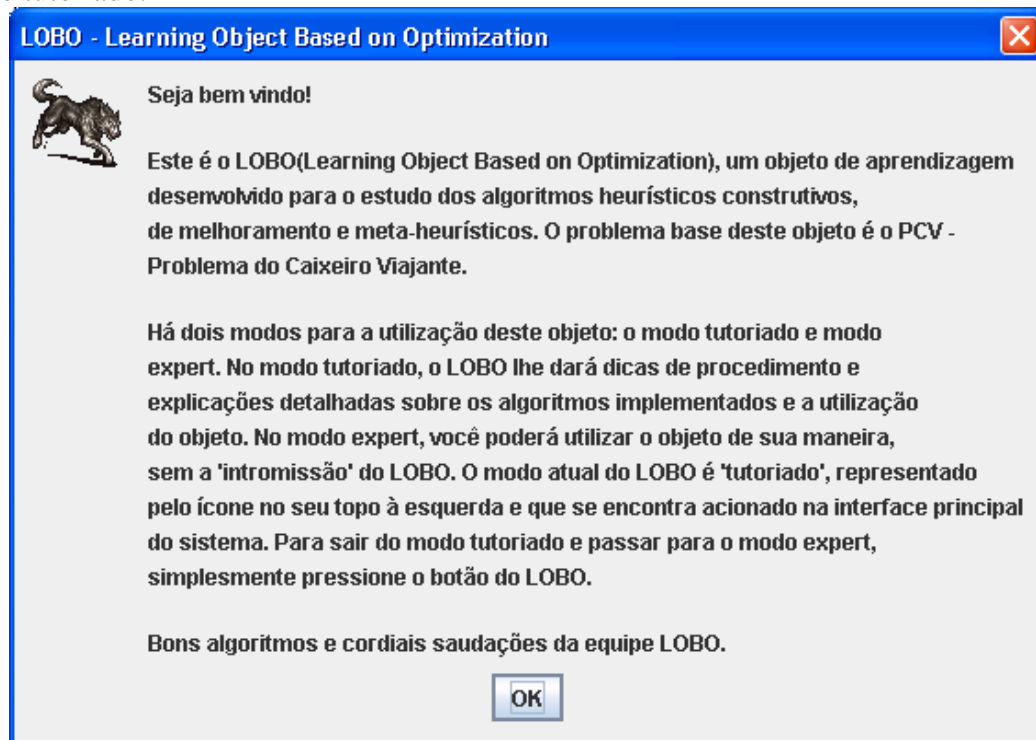 LOBO - Learning Object Based on Optimization
Seja bem vindo!
Este é o LOBO(Learning Object Based on Optimization), um objeto de aprendizagem
desenvolvido para o estudo dos algoritmos heurísticos construtivos,
de melhoramento e meta-heurísticos. O problema base deste objeto é o PCV -
Problema do Caixeiro Viajante.
Há dois modos para a utilização deste objeto: o modo tutoriado e modo
expert. No modo tutoriado, o LOBO lhe dará dicas de procedimento e
explicações detalhadas sobre os algoritmos implementados e a utilização
do objeto. No modo expert, você poderá utilizar o objeto de sua maneira,
sem a 'intromissão' do LOBO. O modo atual do LOBO é 'tutoriado', representado
pelo ícone no seu topo à esquerda e que se encontra acionado na interface principal
do sistema. Para sair do modo tutoriado e passar para o modo expert,
simplesmente pressione o botão do LOBO.
Bons algoritmos e cordiais saudações da equipe LOBO.
OK